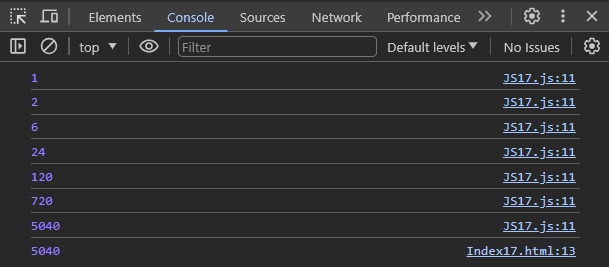 Elements Console Sources Network Performance
top Filter Default levels No Issues
1 JS17.js:11
2 JS17.js:11
6 JS17.js:11
24 JS17.js:11
120 JS17.js:11
720 JS17.js:11
5040 JS17.js:11
5040 Index17.html:13